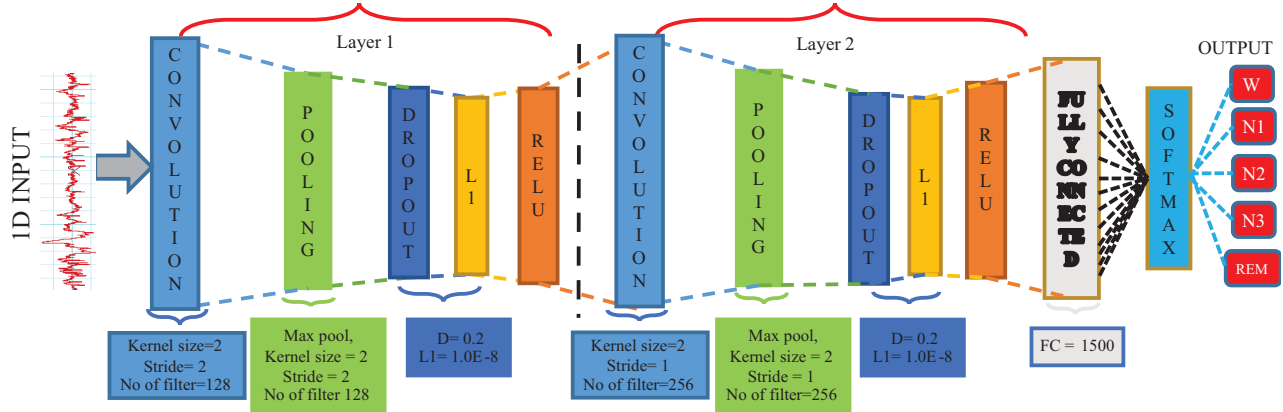 1D INPUT
CONVOLUTION
POOLING
DROPOUT
L1
RELU
Layer 1
Kernel size=2
Stride= 2
No of filter=128
Max pool,
Kernel size = 2
Stride = 2
No of filter 128
D= 0.2
L1= 1.0E -8
CONVOLUTION
POOLING
DROPOUT
L1
RELU
Layer 2
Kernel size=2
Stride= 1
No of filter=256
Max pool,
Kernel size = 2
Stride = 1
No of filter=256
D= 0.2
L1= 1.0E -8
FULLY CONNECTED
FC = 1500
SOFTMAX
OUTPUT
W
N1
N2
N3
REM